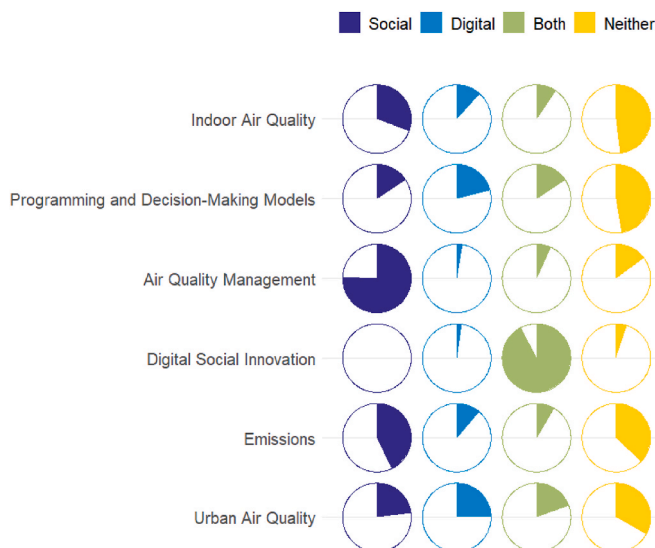 Social Digital Both Neither
Indoor Air Quality
Programming and Decision-Making Models
Air Quality Management
Digital Social Innovation
Emissions
Urban Air Quality